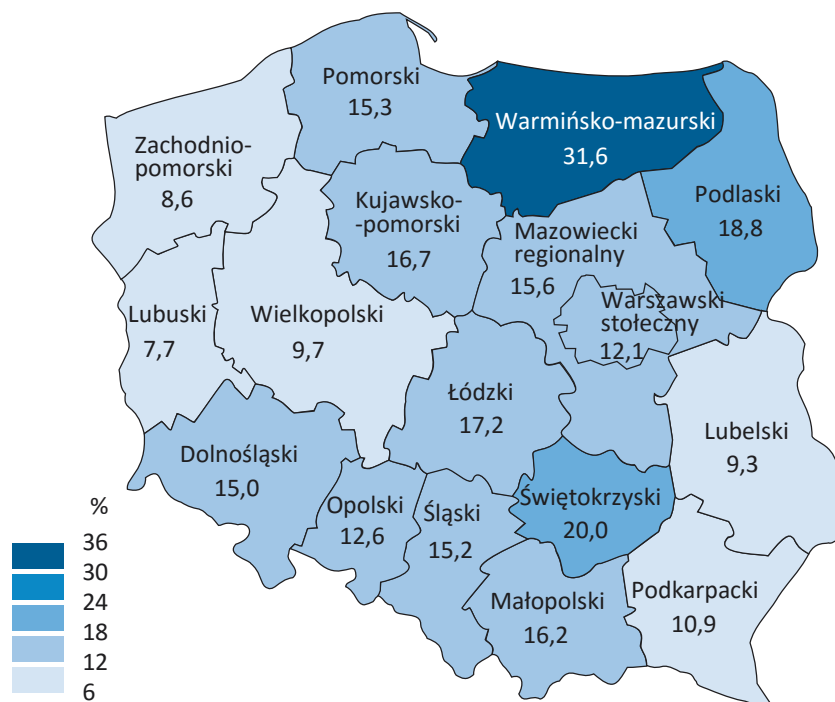 Pomorski
15,3
Warmińsko-mazurski
31,6
Zachodnio-
pomorski
8,6
Podlaski
18,8
Kujawsko-
-pomorski
16,7
Mazowiecki
regionalny
15,6
Warszawski
stołeczny
12,1
Lubuski
7,7
Wielkopolski
9,7
Łódzki
17,2
Lubelski
9,3
Dolnośląski
15,0
Opolski
12,6
Śląski
15,2
Świętokrzyski
20,0
Małopolski
16,2
Podkarpacki
10,9
%
36
30
24
18
12
6